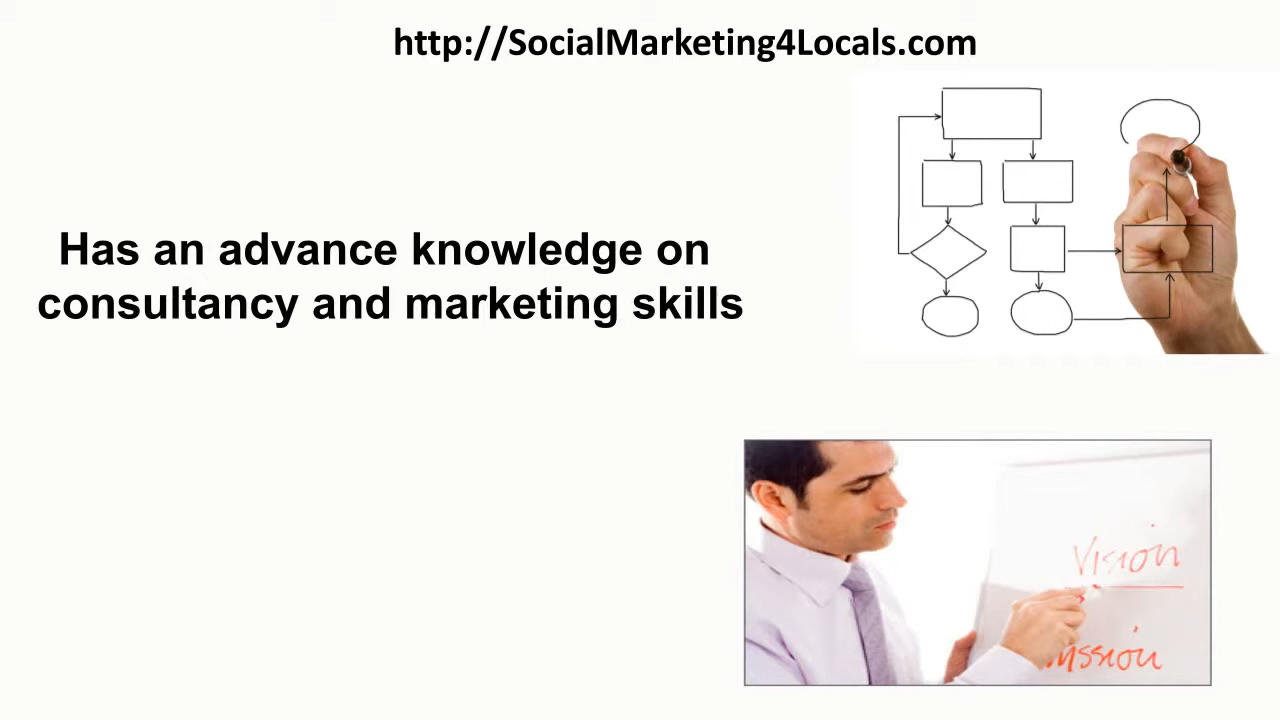 http://SocialMarketing4Locals.com
Has an advance knowledge on
consultancy and marketing skills
Vision
mission